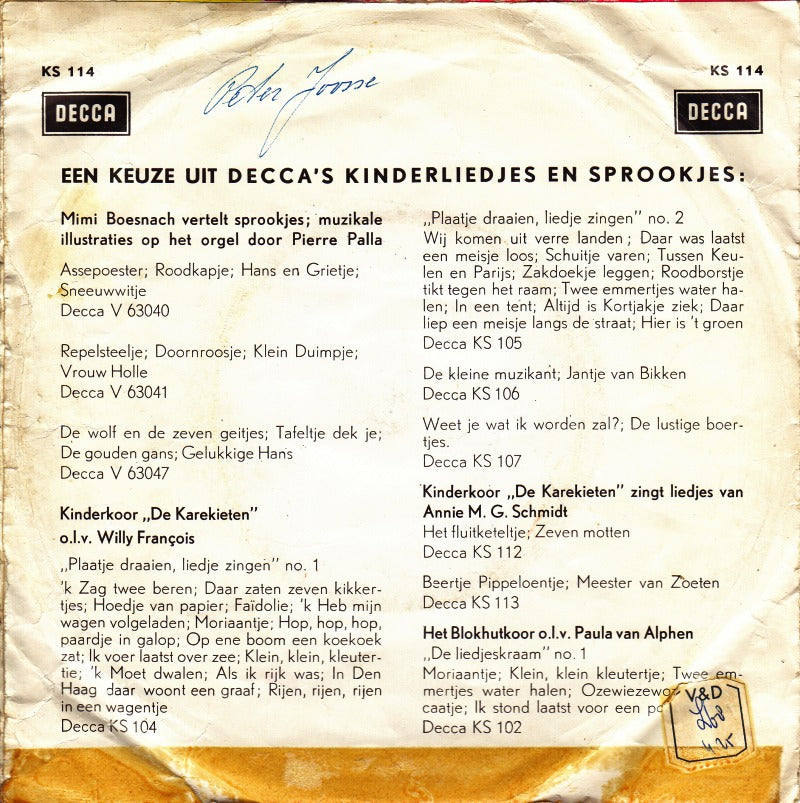 KS 114
KS 114
DECCA
DECCA
Peter Joosse
EEN KEUZE UIT DECCA'S KINDERLIEDJES EN SPROOKJES:
Mimi Boesnach vertelt sprookjes; muzikale
illustraties op het orgel door Pierre Palla
Assepoester; Roodkapje; Hans en Grietje;
Sneeuwwitje
Decca V 63040
Repelsteelje; Doornroosje; Klein Duimpje;
Vrouw Holle
Decca V 63041
De wolf en de zeven geitjes; Tafeltje dek je;
De gouden gans; Gelukkige Hans
Decca V 63047
Kinderkoor „De Karekieten"
o.l.v. Willy François
„Plaatje draaien, liedje zingen" no. 1
'k Zag twee beren; Daar zaten zeven kikker-
tjes; Hoedje van papier; Faïdolie; 'k Heb mijn
wagen volgeladen; Moriaantje; Hop, hop, hop,
paardje in galop; Op ene boom een koekoek
zat; Ik voer laatst over zee; Klein, klein, kleuter-
tie; 'k Moet dwalen; Als ik rijk was; In Den
Haag daar woont een graaf; Rijen, rijen, rijen
in een wagentje
Decca KS 104
„Plaatje draaien, liedje zingen" no. 2
Wij komen uit verre landen; Daar was laatst
een meisje loos; Schuitje varen; Tussen Keu-
len en Parijs; Zakdoekje leggen; Roodborstje
tikt tegen het raam; Twee emmertjes water ha-
len; In een tent; Altijd is Kortjakje ziek; Daar
liep een meisje langs de straat; Hier is 't groen
Decca KS 105
De kleine muzikant; Jantje van Bikken
Decca KS 106
Weet je wat ik worden zal?; De lustige boer-
tjes.
Decca KS 107
Kinderkoor „De Karekieten" zingt liedjes van
Annie M. G. Schmidt
Het fluitketeltje; Zeven motten
Decca KS 112
Beertje Pippeloentje; Meester van Zoeten
Decca KS 113
Het Blokhutkoor o.l.v. Paula van Alphen
„De liedjeskraam" no. 1
Moriaantje; Klein, klein kleutertje; Twee em-
mertjes water halen; Ozewiezewo
caatje; Ik stond laatst voor een po
Decca KS 102
V&D